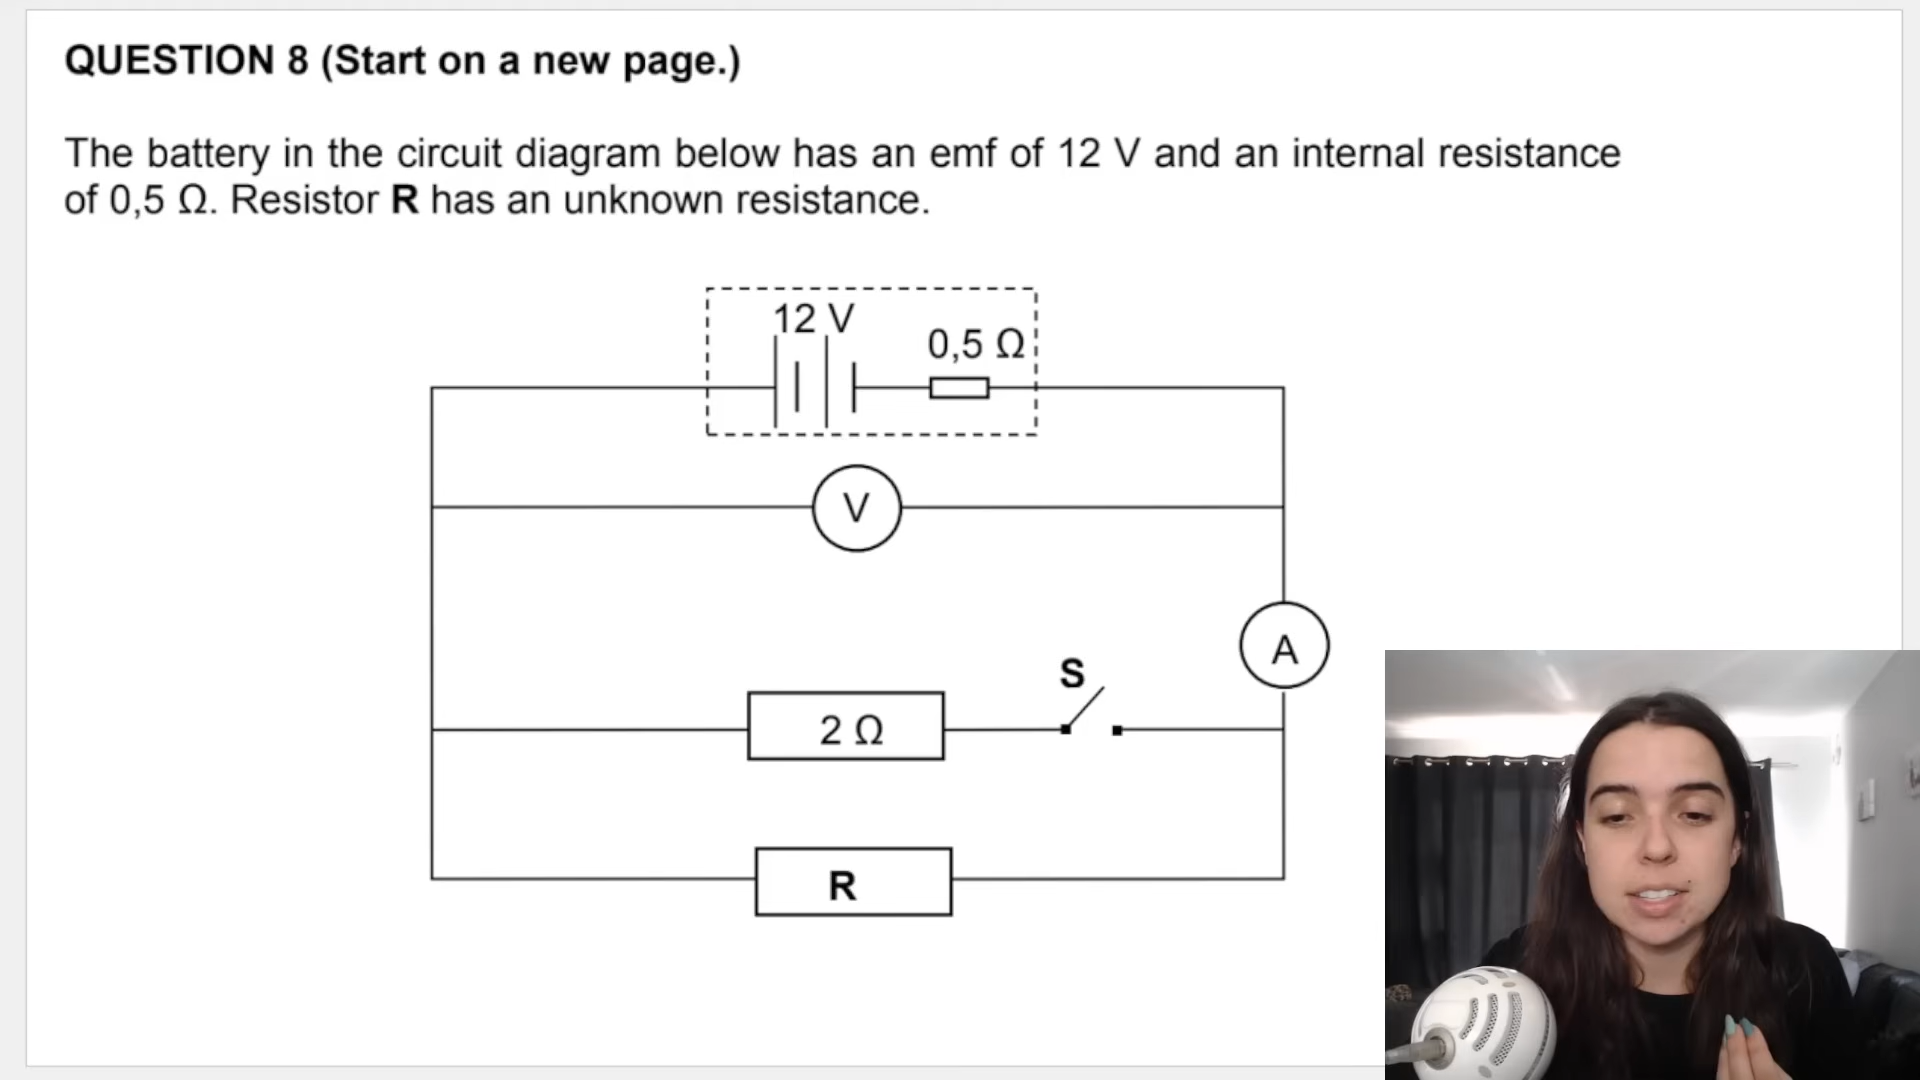 QUESTION 8 (Start on a new page.)
The battery in the circuit diagram below has an emf of 12 V and an internal resistance
of 0,5 Ω. Resistor R has an unknown resistance.
12 V
0,5 Ω
V
A
S
2 Ω
R